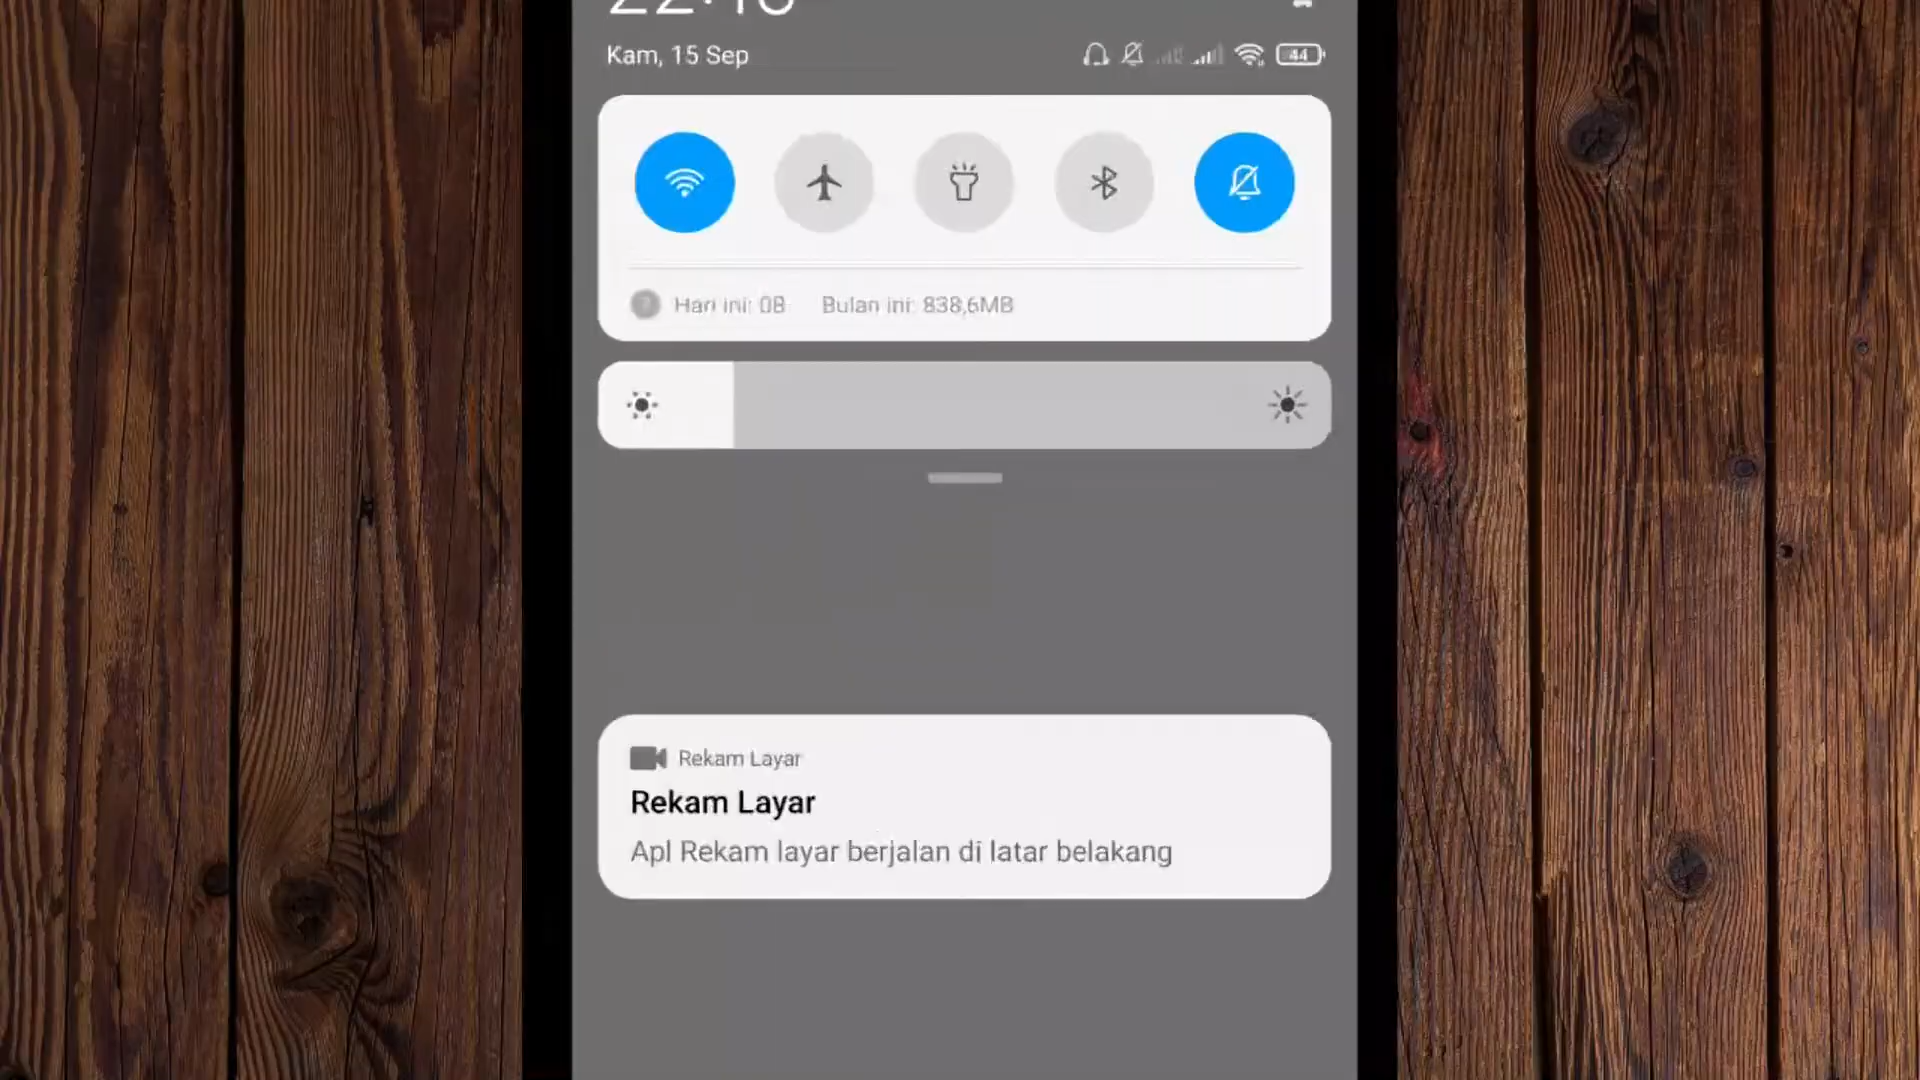 Kam, 15 Sep
44
Hari ini: 0B Bulan ini: 838,6MB
Rekam Layar
Rekam Layar
Apl Rekam layar berjalan di latar belakang